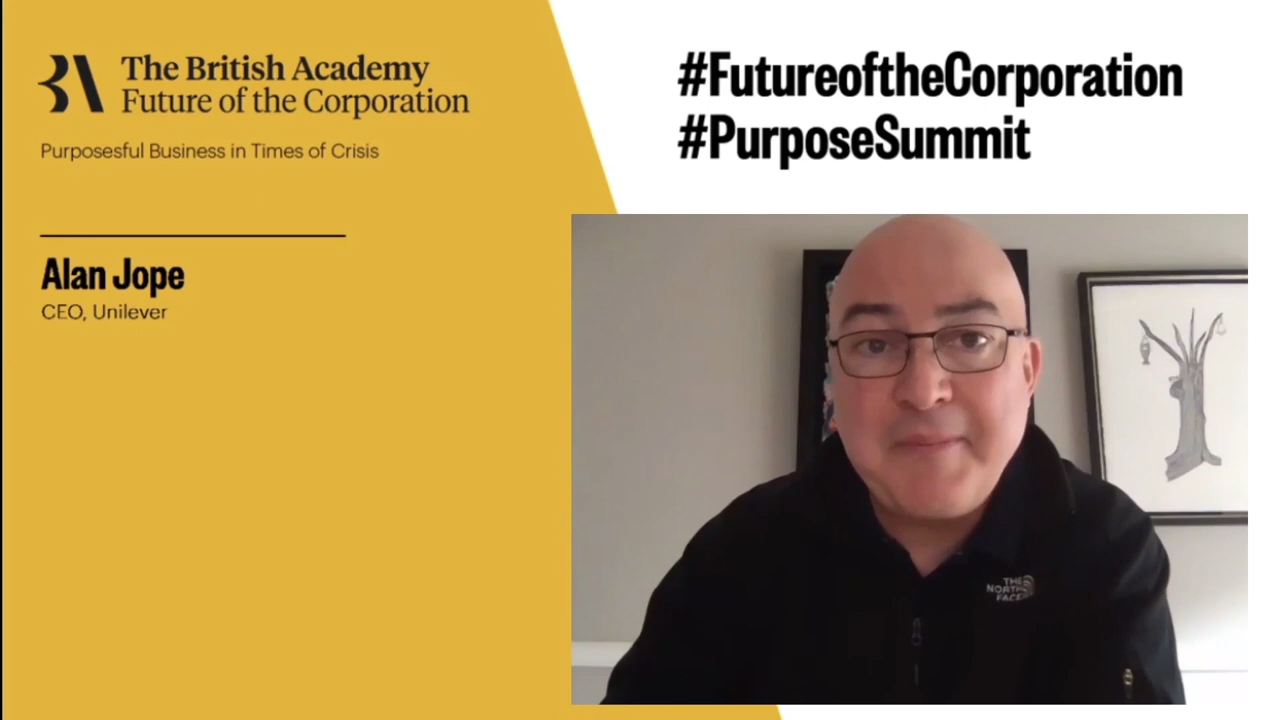 The British Academy
Future of the Corporation
Purposesful Business in Times of Crisis
Alan Jope
CEO, Unilever
#FutureoftheCorporation
#PurposeSummit
THE
NORTH
FACE